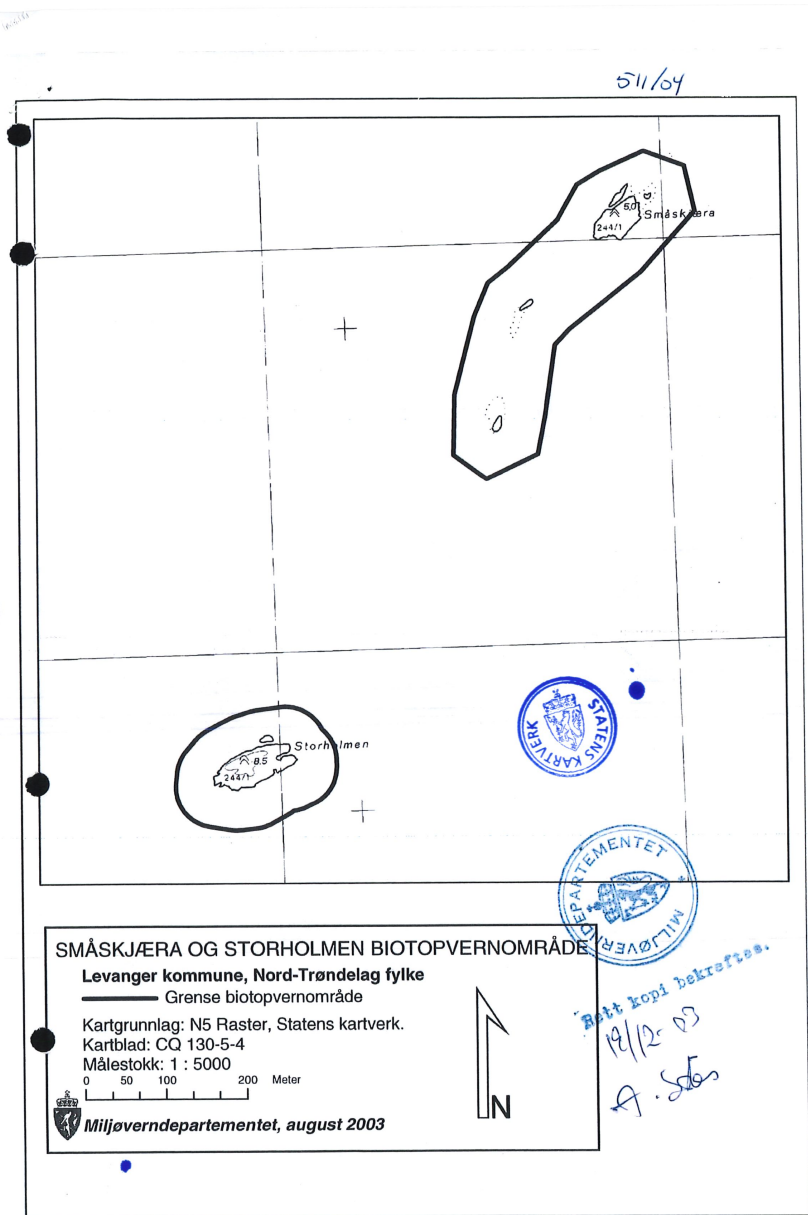 511/04
5,0
Småskjæra
244/1
Storholmen
8,5
244/1
STATENS KARTVERK
MILJØVERNDEPARTEMENTET
SMÅSKJÆRA OG STORHOLMEN BIOTOPVERNOMRÅDE
Levanger kommune, Nord-Trøndelag fylke
Grense biotopvernområde
Kartgrunnlag: N5 Raster, Statens kartverk.
Kartblad: CQ 130-5-4
Målestokk: 1 : 5000
0 50 100 200 Meter
N
Miljøverndepartementet, august 2003
Rett kopi bekreftes.
19/12-03